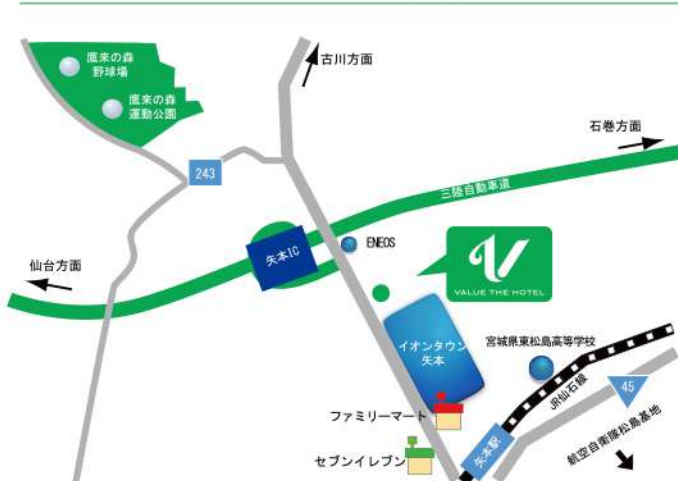 鷹来の森
野球場
鷹来の森
運動公園
古川方面
石巻方面
243
三陸自動車道
矢本IC
ENEOS
仙台方面
V
VALUE THE HOTEL
イオンタウン
矢本
宮城県東松島高等学校
JR仙石線
45
ファミリーマート
矢本駅
航空自衛隊松島基地
セブンイレブン